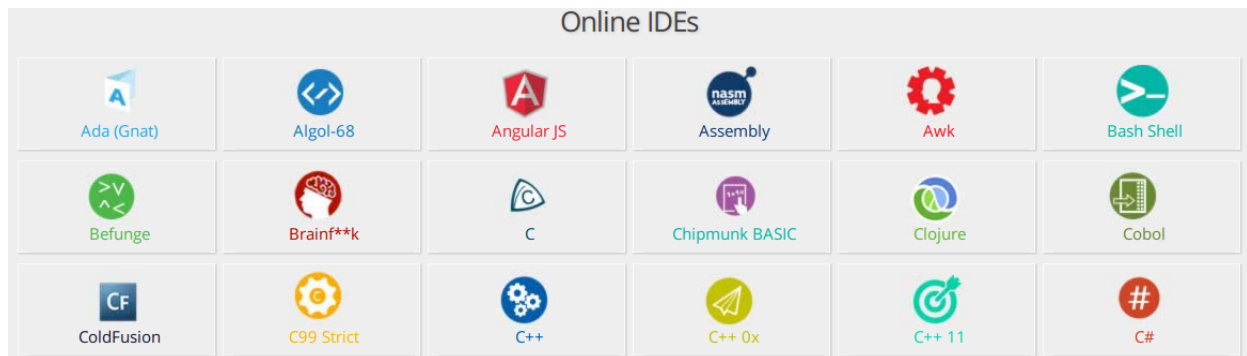 Online IDEs
A
nasm
ASSEMBLY
A
>_
Ada (Gnat)
Algol-68
Angular JS
Assembly
Awk
Bash Shell
>v
^<
C
Befunge
Brainf**k
C
Chipmunk BASIC
Clojure
Cobol
CF
C
#
ColdFusion
C99 Strict
C++
C++ 0x
C++ 11
C#